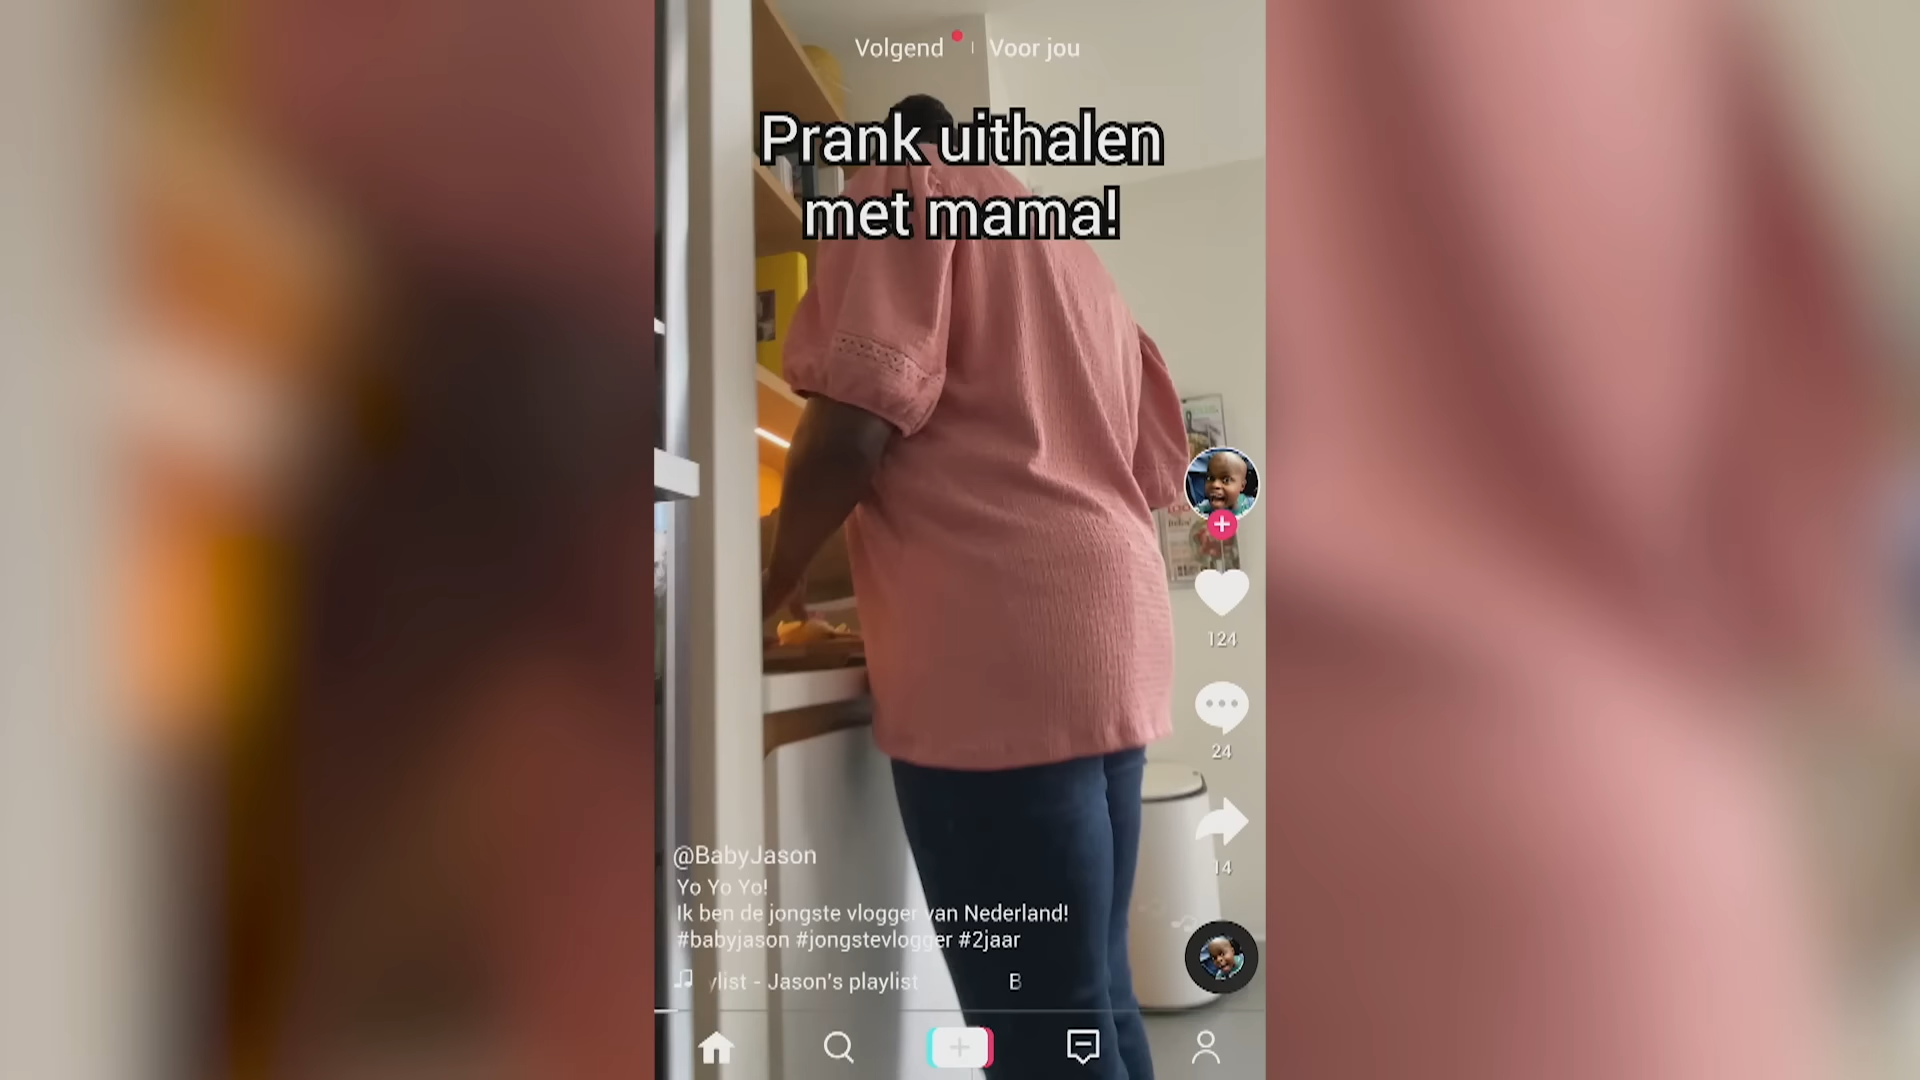 Volgend | Voor jou
Prank uithalen
met mama!
124
24
14
@BabyJason
Yo Yo Yo!
Ik ben de jongste vlogger van Nederland!
#babyjason #jongstevlogger #2jaar
ylist - Jason's playlist B